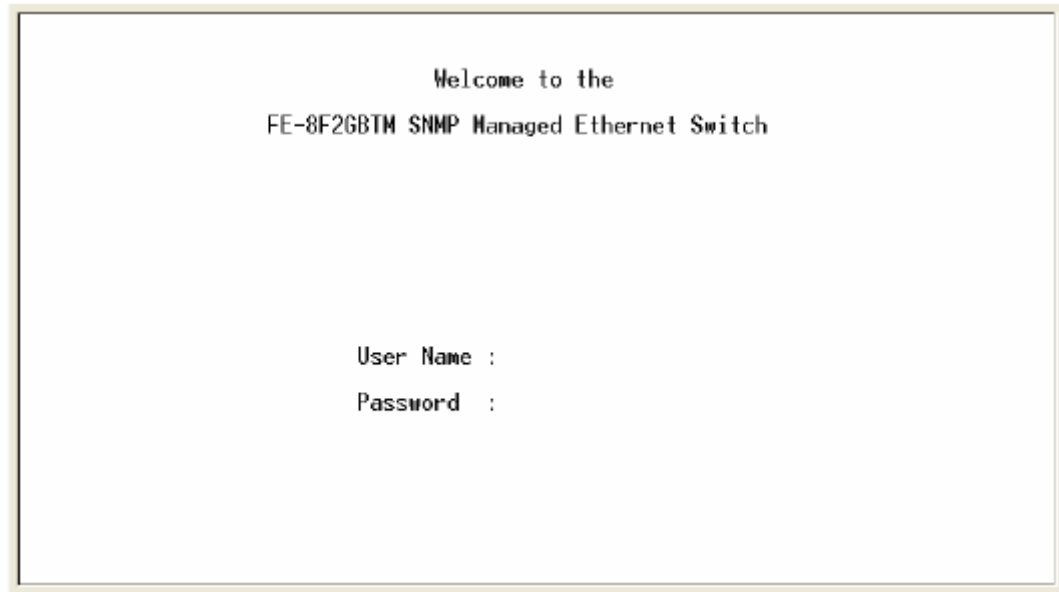 Welcome to the
FE-8F2GBTM SNMP Managed Ethernet Switch
User Name :
Password :